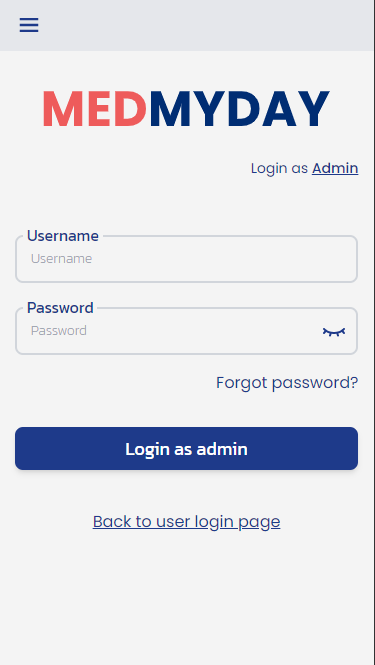 MEDMYDAY
Login as Admin
Username
Username
Password
Password
Forgot password?
Login as admin
Back to user login page